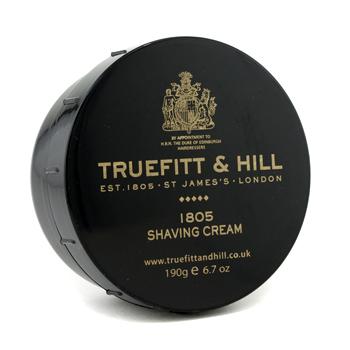 BY APPOINTMENT TO
H.R.H. THE DUKE OF EDINBURGH
HAIRDRESSERS
TRUEFITT & HILL
EST. 1805 • ST JAMES'S • LONDON
1805
SHAVING CREAM
www.truefittandhill.co.uk
190g ℮ 6.7 oz